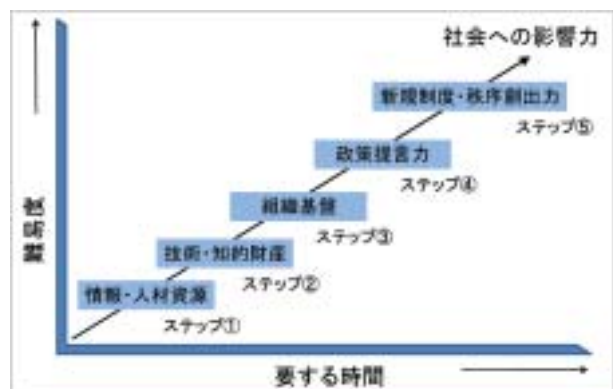 社会への影響力
新規制度・秩序創出力
ステップ⑤
政策提言力
ステップ④
組織基盤
ステップ③
技術・知的財産
ステップ②
情報・人材資源
ステップ①
難易度
要する時間